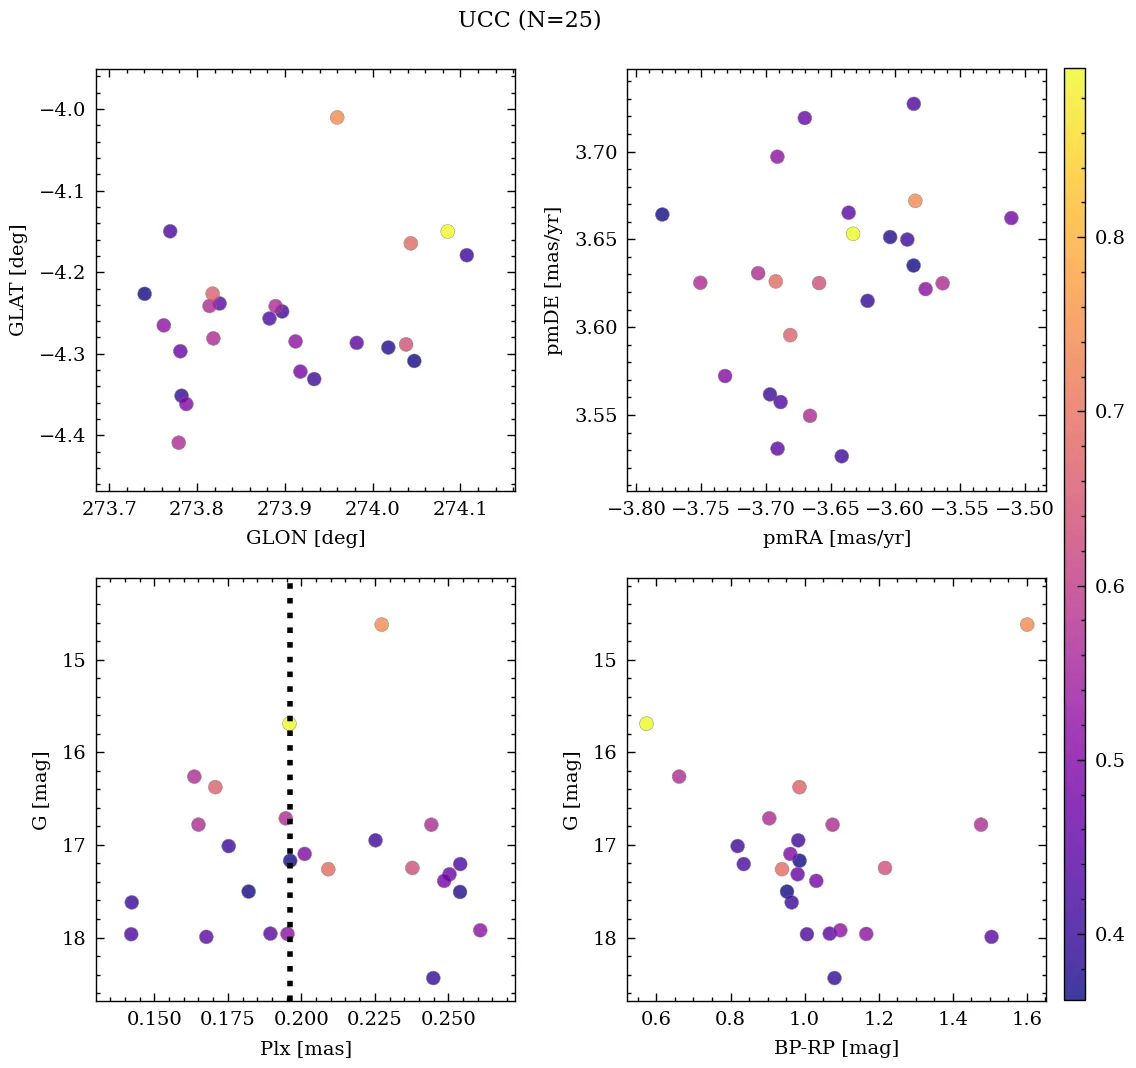 UCC (N=25)
−4.0
−4.1
−4.2
−4.3
−4.4
GLAT [deg]
273.7 273.8 273.9 274.0 274.1
GLON [deg]
3.70
3.65
3.60
3.55
pmDE [mas/yr]
−3.80 −3.75 −3.70 −3.65 −3.60 −3.55 −3.50
pmRA [mas/yr]
15
16
17
18
G [mag]
0.150 0.175 0.200 0.225 0.250
Plx [mas]
15
16
17
18
G [mag]
0.6 0.8 1.0 1.2 1.4 1.6
BP-RP [mag]
0.8
0.7
0.6
0.5
0.4